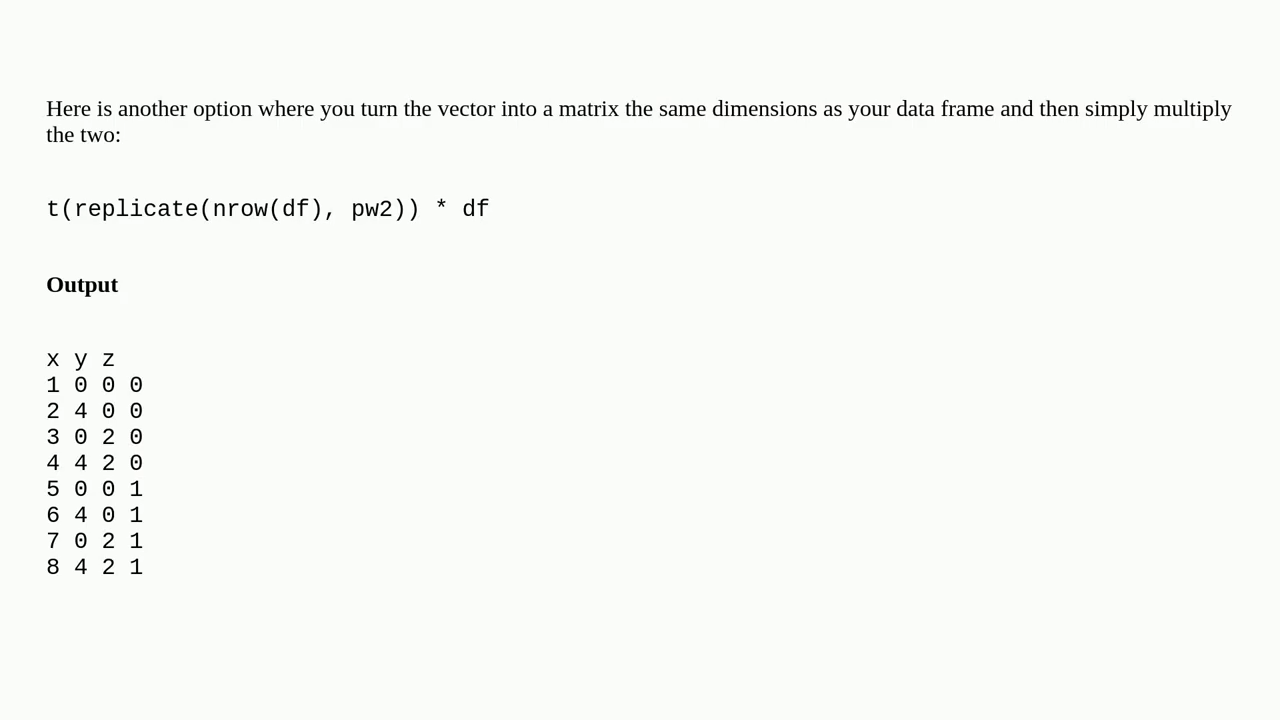 Here is another option where you turn the vector into a matrix the same dimensions as your data frame and then simply multiply
the two:
t(replicate(nrow(df), pw2)) * df
Output
x y z
1 0 0 0
2 4 0 0
3 0 2 0
4 4 2 0
5 0 0 1
6 4 0 1
7 0 2 1
8 4 2 1